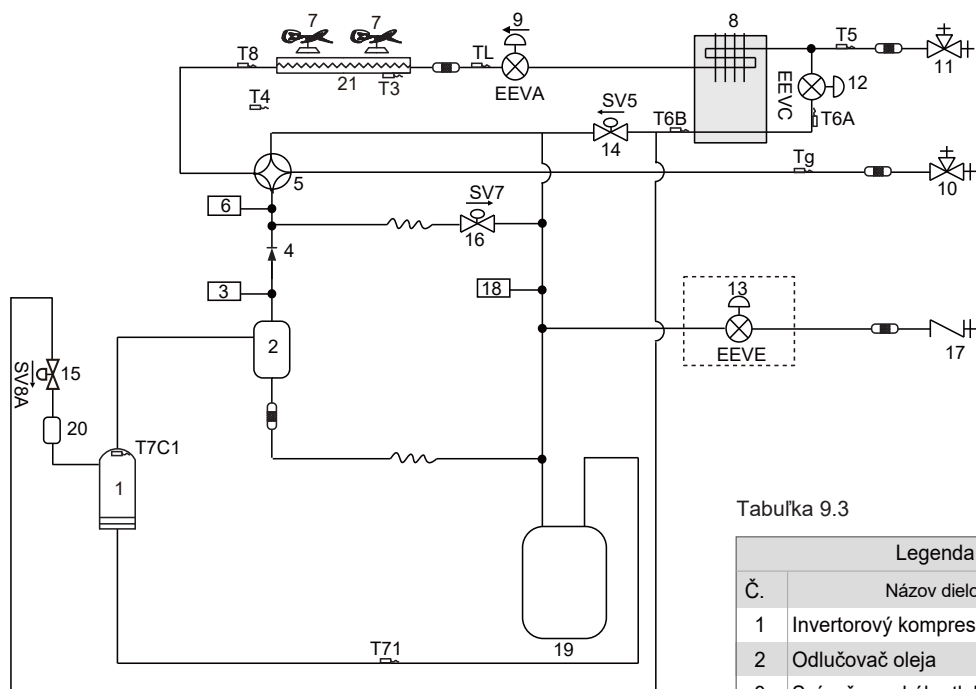 7 7 9 8
T8 TL T5
21 T3 EEVA EEVC 12 11
T4 SV5 T6B T6A
14
5 Tg
6 SV7 10
16
4
3 18 13
2 EEVE 17
SV8A 15
20
T7C1
1
Tabuľka 9.3
Legenda
Č. Názov
1 Invertorový
2 Odlučovač oleja
19
T71